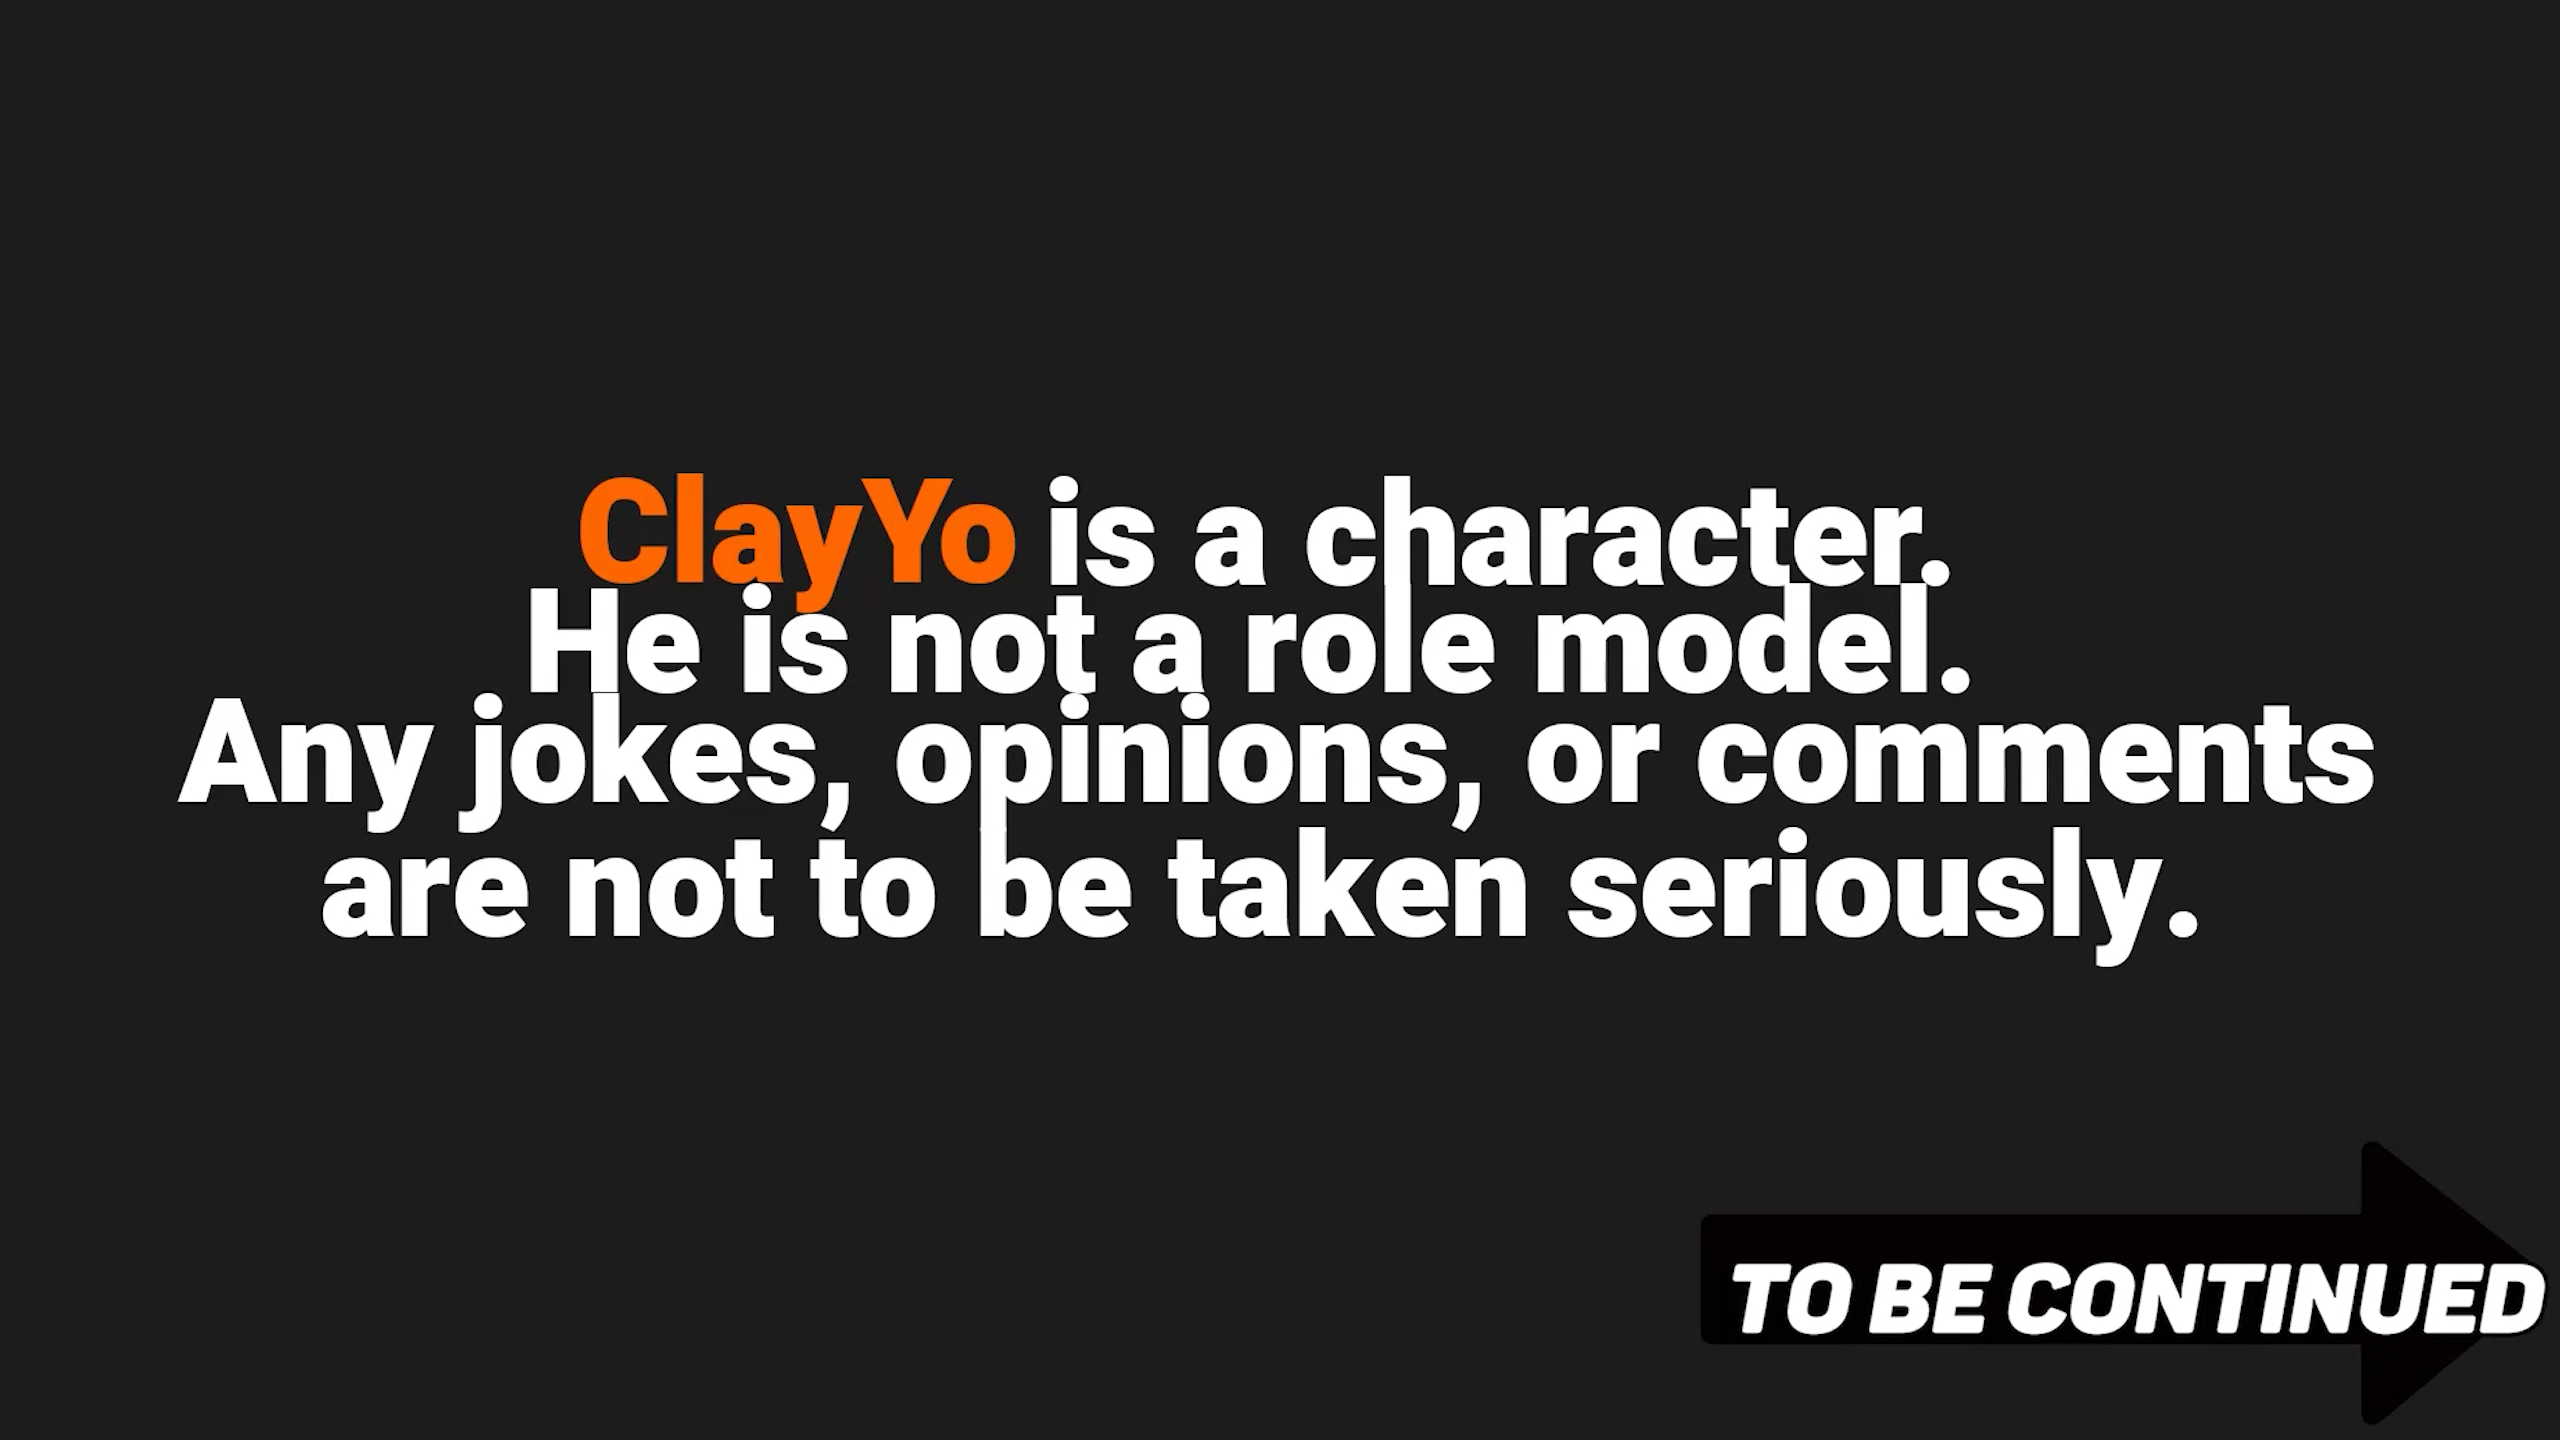 ClayYo is a character.
He is not a role model.
Any jokes, opinions, or comments
are not to be taken seriously.
TO BE CONTINUED